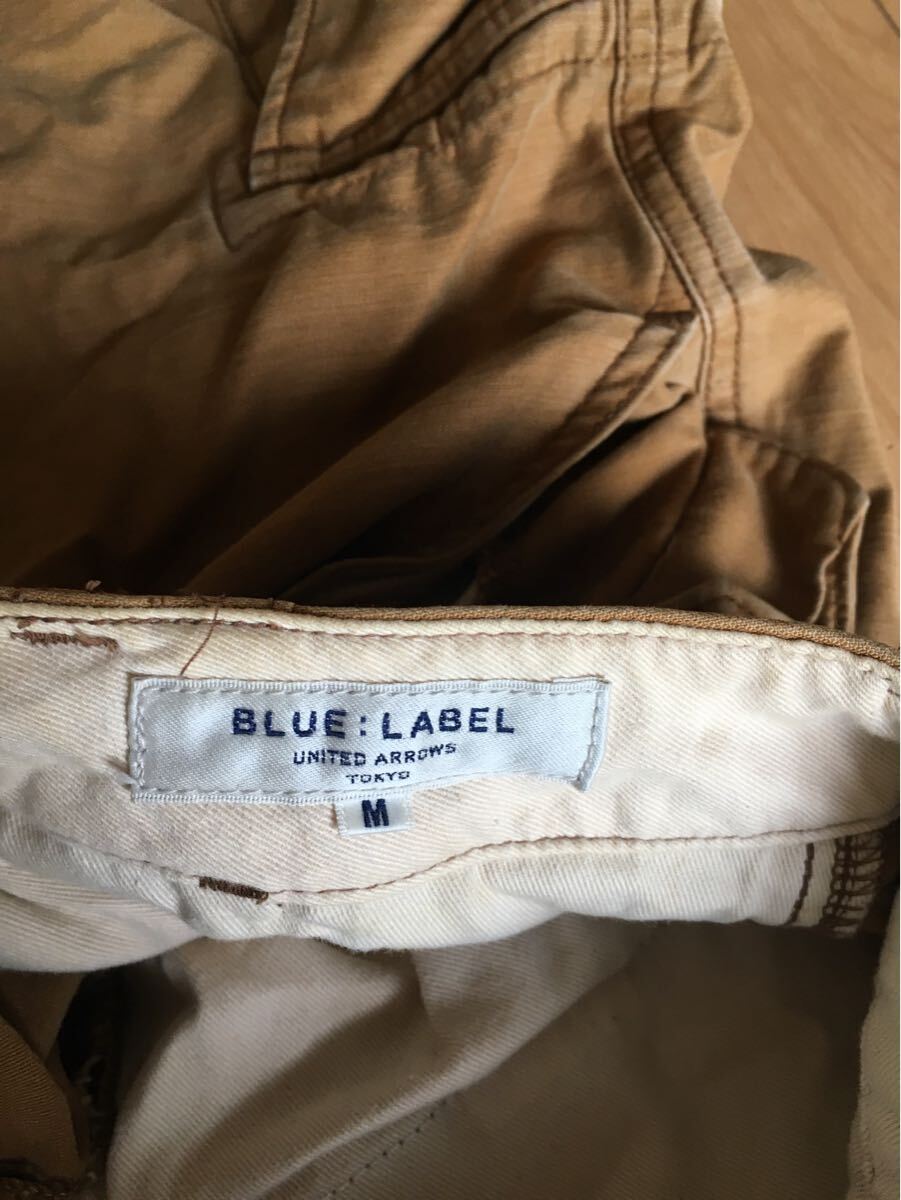 BLUE : LABEL
UNITED ARROWS
TOKYO
M